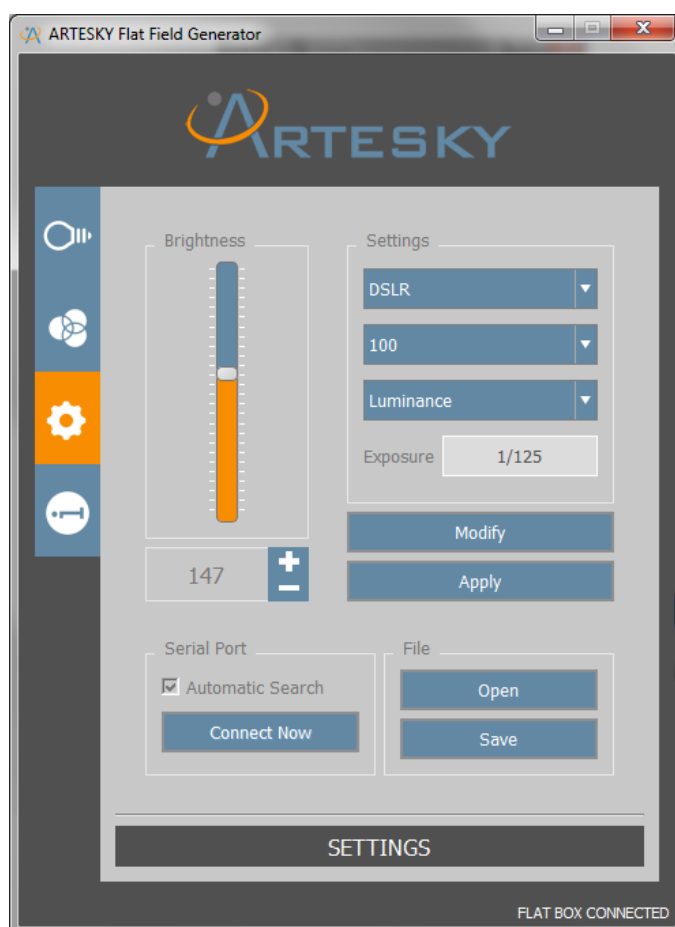 ARTESKY Flat Field Generator
ARTESKY
Brightness
Settings
DSLR
100
Luminance
Exposure 1/125
Modify
147
Apply
Serial Port
Automatic Search
Connect Now
File
Open
Save
SETTINGS
FLAT BOX CONNECTED